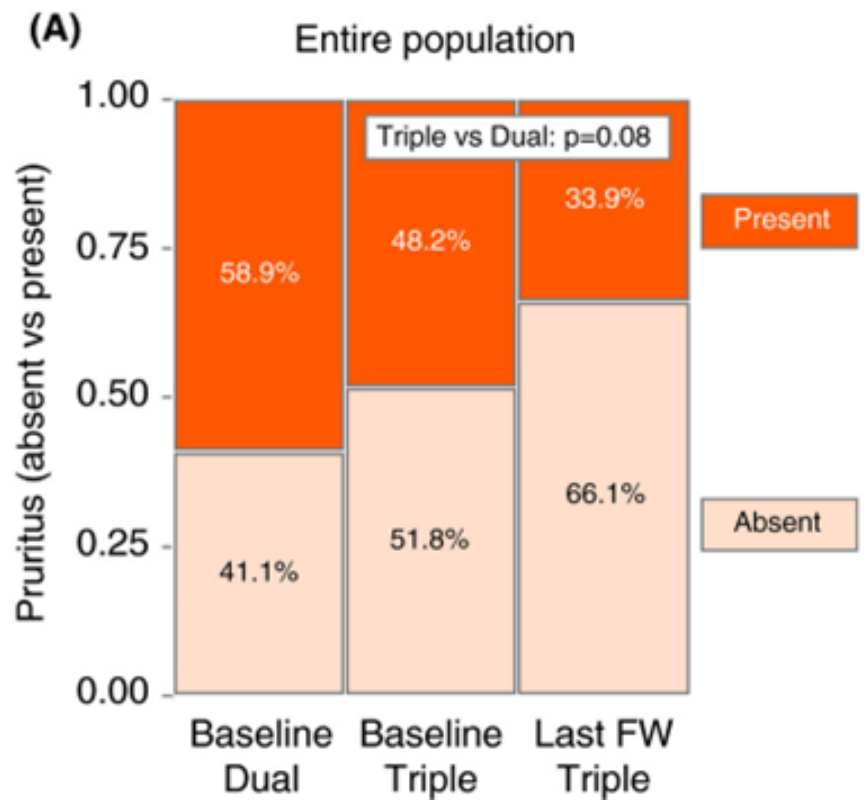 (A)
Entire population
Pruritus (absent vs present)
1.00
0.75
0.50
0.25
0.00
Triple vs Dual: p=0.08
58.9%
48.2%
33.9%
41.1%
51.8%
66.1%
Present
Absent
Baseline
Dual
Baseline
Triple
Last FW
Triple